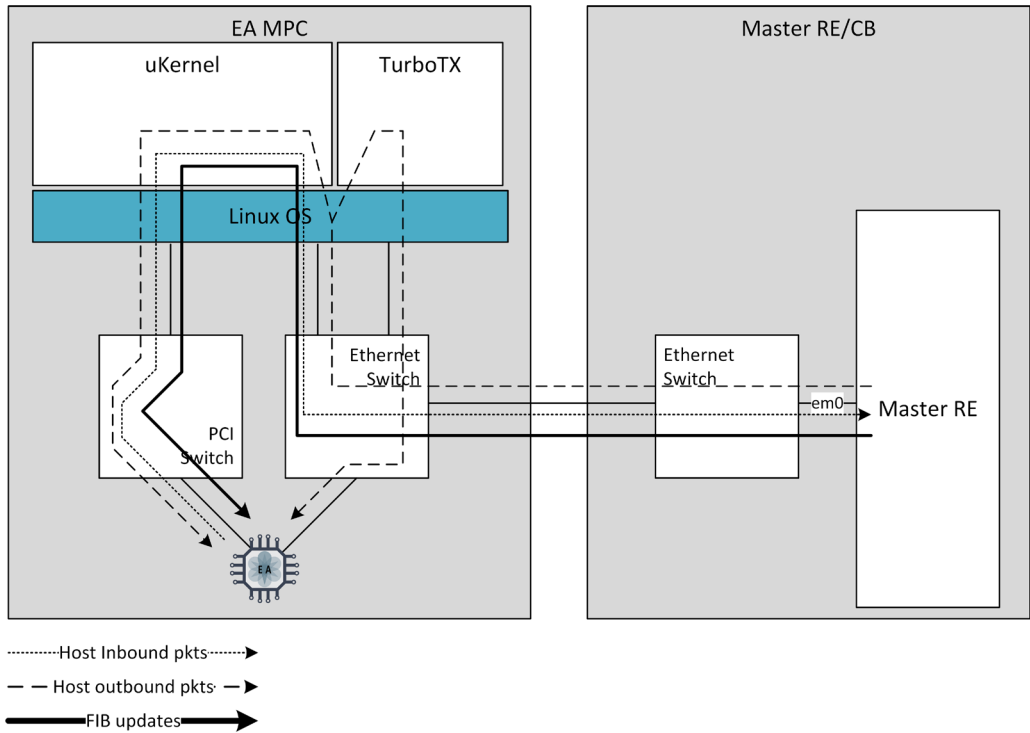 EA MPC
Master RE/CB
uKernel
TurboTX
Linux OS
Ethernet
Switch
Ethernet
Switch
em0
Master RE
PCI
Switch
EA
Host Inbound pkts
Host outbound pkts
FIB updates